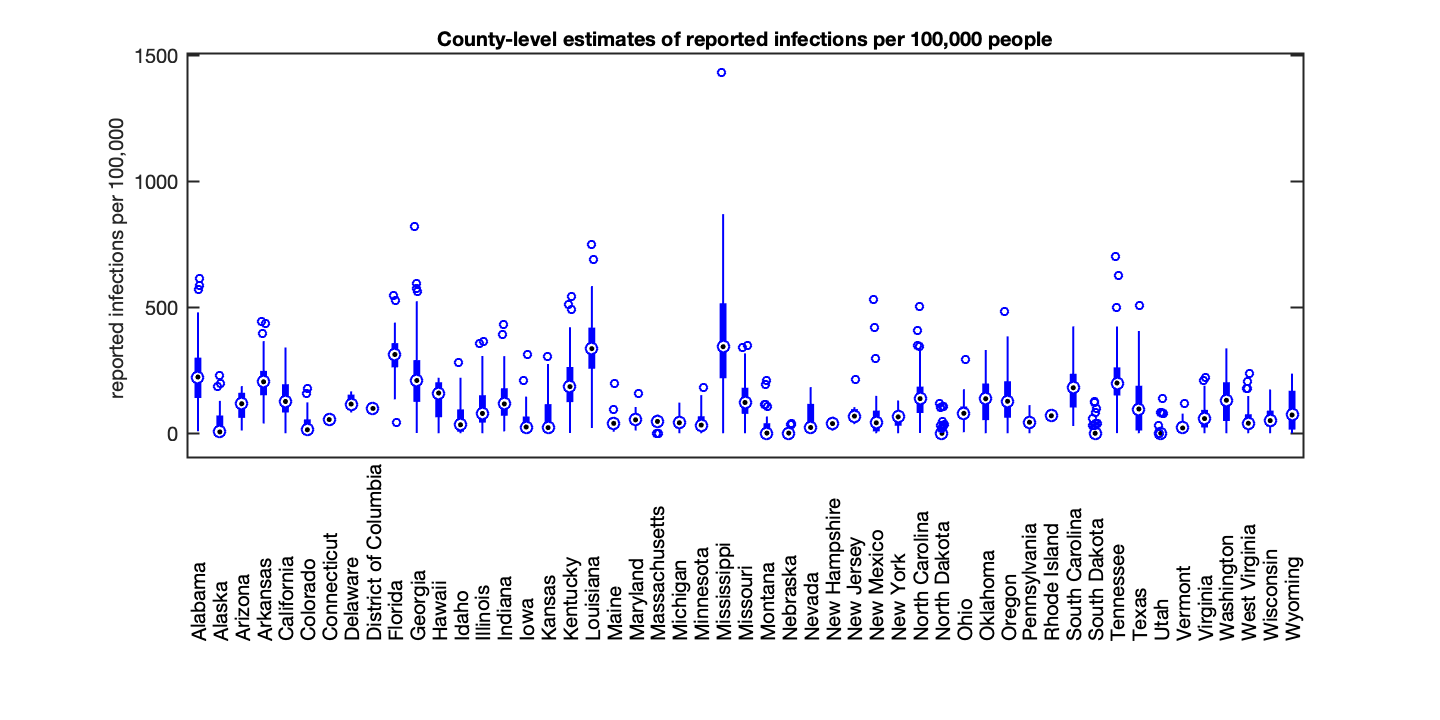 County-level estimates of reported infections per 100,000 people
reported infections per 100,000
1500
1000
500
0
Alabama
Alaska
Arizona
Arkansas
California
Colorado
Connecticut
Delaware
District of Columbia
Florida
Georgia
Hawaii
Idaho
Illinois
Indiana
Iowa
Kansas
Kentucky
Louisiana
Maine
Maryland
Massachusetts
Michigan
Minnesota
Mississippi
Missouri
Montana
Nebraska
Nevada
New Hampshire
New Jersey
New Mexico
New York
North Carolina
North Dakota
Ohio
Oklahoma
Oregon
Pennsylvania
Rhode Island
South Carolina
South Dakota
Tennessee
Texas
Utah
Vermont
Virginia
Washington
West Virginia
Wisconsin
Wyoming